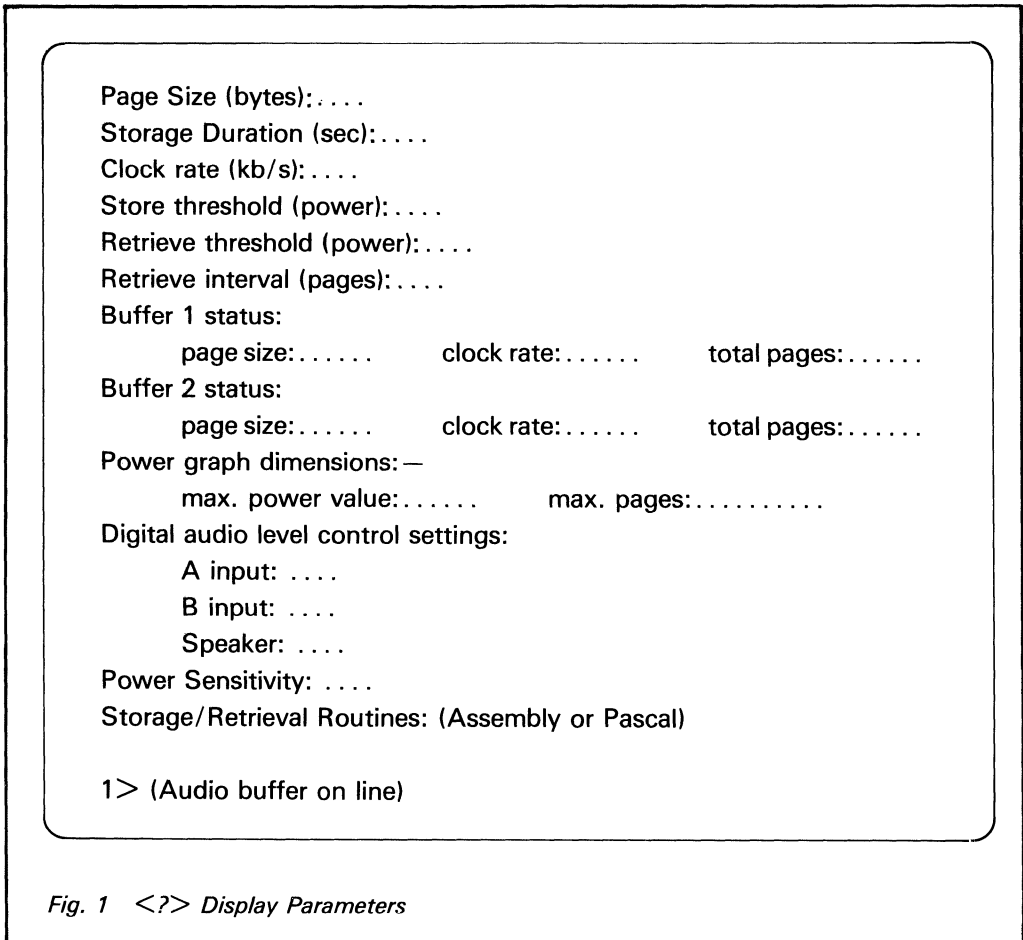 Page Size (bytes): . . . .
Storage Duration (sec): . . . .
Clock rate (kb/s): . . . .
Store threshold (power): . . . .
Retrieve threshold (power): . . . .
Retrieve interval (pages): . . . .
Buffer 1 status:
page size: . . . . . . clock rate: . . . . . . total pages: . . . . . .
Buffer 2 status:
page size: . . . . . . clock rate: . . . . . . total pages: . . . . . .
Power graph dimensions: —
max. power value: . . . . . . max. pages: . . . . . . . . . .
Digital audio level control settings:
A input: . . . .
B input: . . . .
Speaker: . . . .
Power Sensitivity: . . . .
Storage/Retrieval Routines: (Assembly or Pascal)
1> (Audio buffer on line)
Fig. 1 <?> Display Parameters